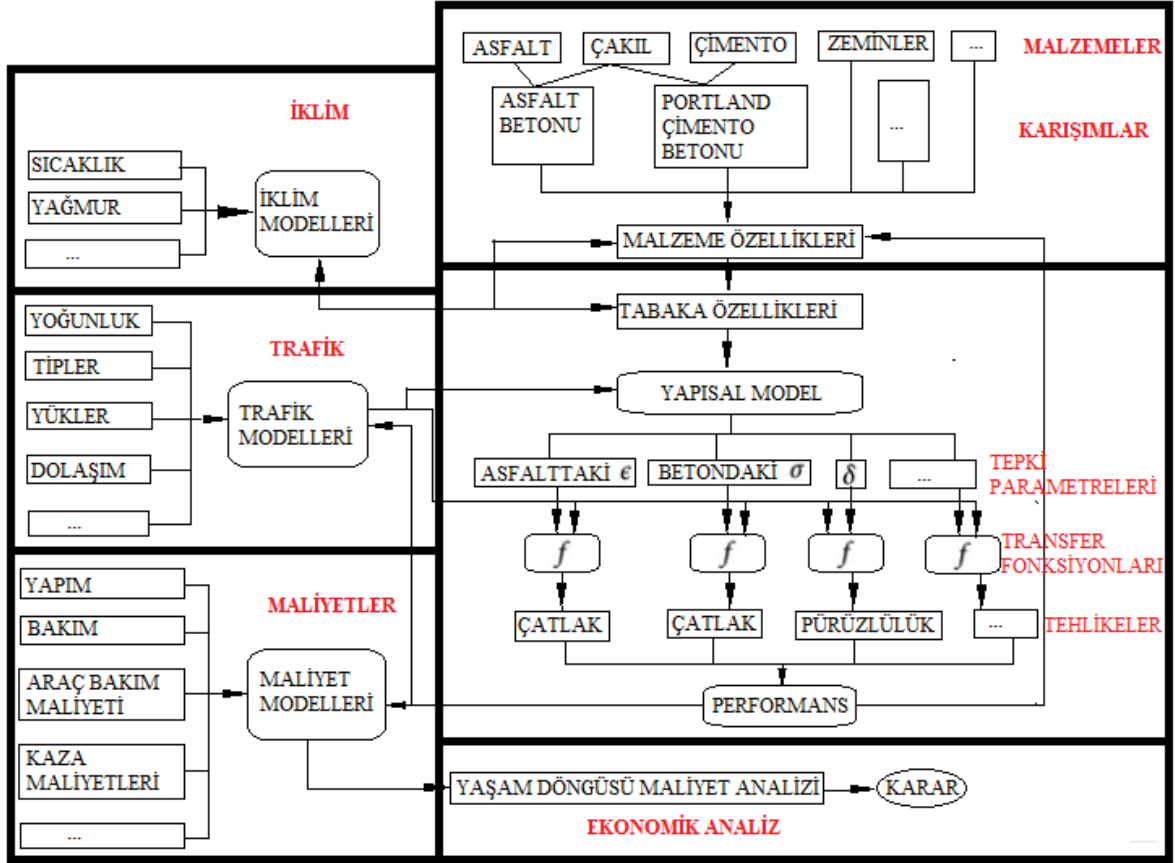 ASFALT
ÇAKIL
ÇİMENTO
ZEMİNLER
...
MALZEMELER
ASFALT
BETONU
PORTLAND
ÇİMENTO
BETONU
...
KARIŞIMLAR
MALZEME ÖZELLİKLERİ
İKLİM
SICAKLIK
YAĞMUR
...
İKLİM
MODELLERİ
TRAFİK
YOĞUNLUK
TİPLER
YÜKLER
DOLAŞIM
...
TRAFİK
MODELLERİ
TABAKA ÖZELLİKLERİ
YAPISAL MODEL
ASFALTTAKİ ϵ
BETONDAKİ σ
δ
...
TEPKİ
PARAMETRELERİ
f
f
f
f
TRANSFER
FONKSİYONLARI
ÇATLAK
ÇATLAK
PÜRÜZLÜLÜK
...
TEHLİKELER
PERFORMANS
MALİYETLER
YAPIM
BAKIM
ARAÇ BAKIM
MALİYETİ
KAZA
MALİYETLERİ
...
MALİYET
MODELLERİ
YAŞAM DÖNGÜSÜ MALİYET ANALİZİ
KARAR
EKONOMİK ANALİZ